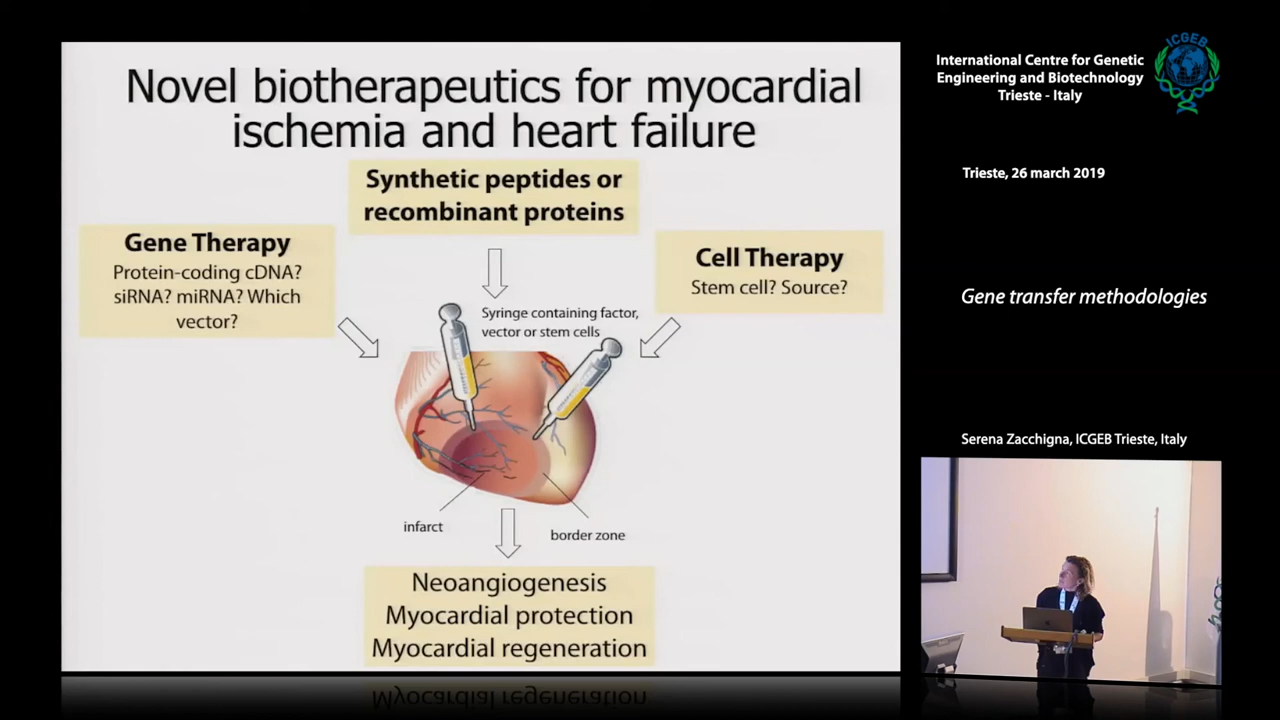 Novel biotherapeutics for myocardial
ischemia and heart failure
Synthetic peptides or
recombinant proteins
Gene Therapy
Protein-coding cDNA?
siRNA? miRNA? Which
vector?
Cell Therapy
Stem cell? Source?
Syringe containing factor,
vector or stem cells
infarct
border zone
Neoangiogenesis
Myocardial protection
Myocardial regeneration
International Centre for Genetic
Engineering and Biotechnology
Trieste - Italy
ICGEB
Trieste, 26 march 2019
Gene transfer methodologies
Serena Zacchigna, ICGEB Trieste, Italy